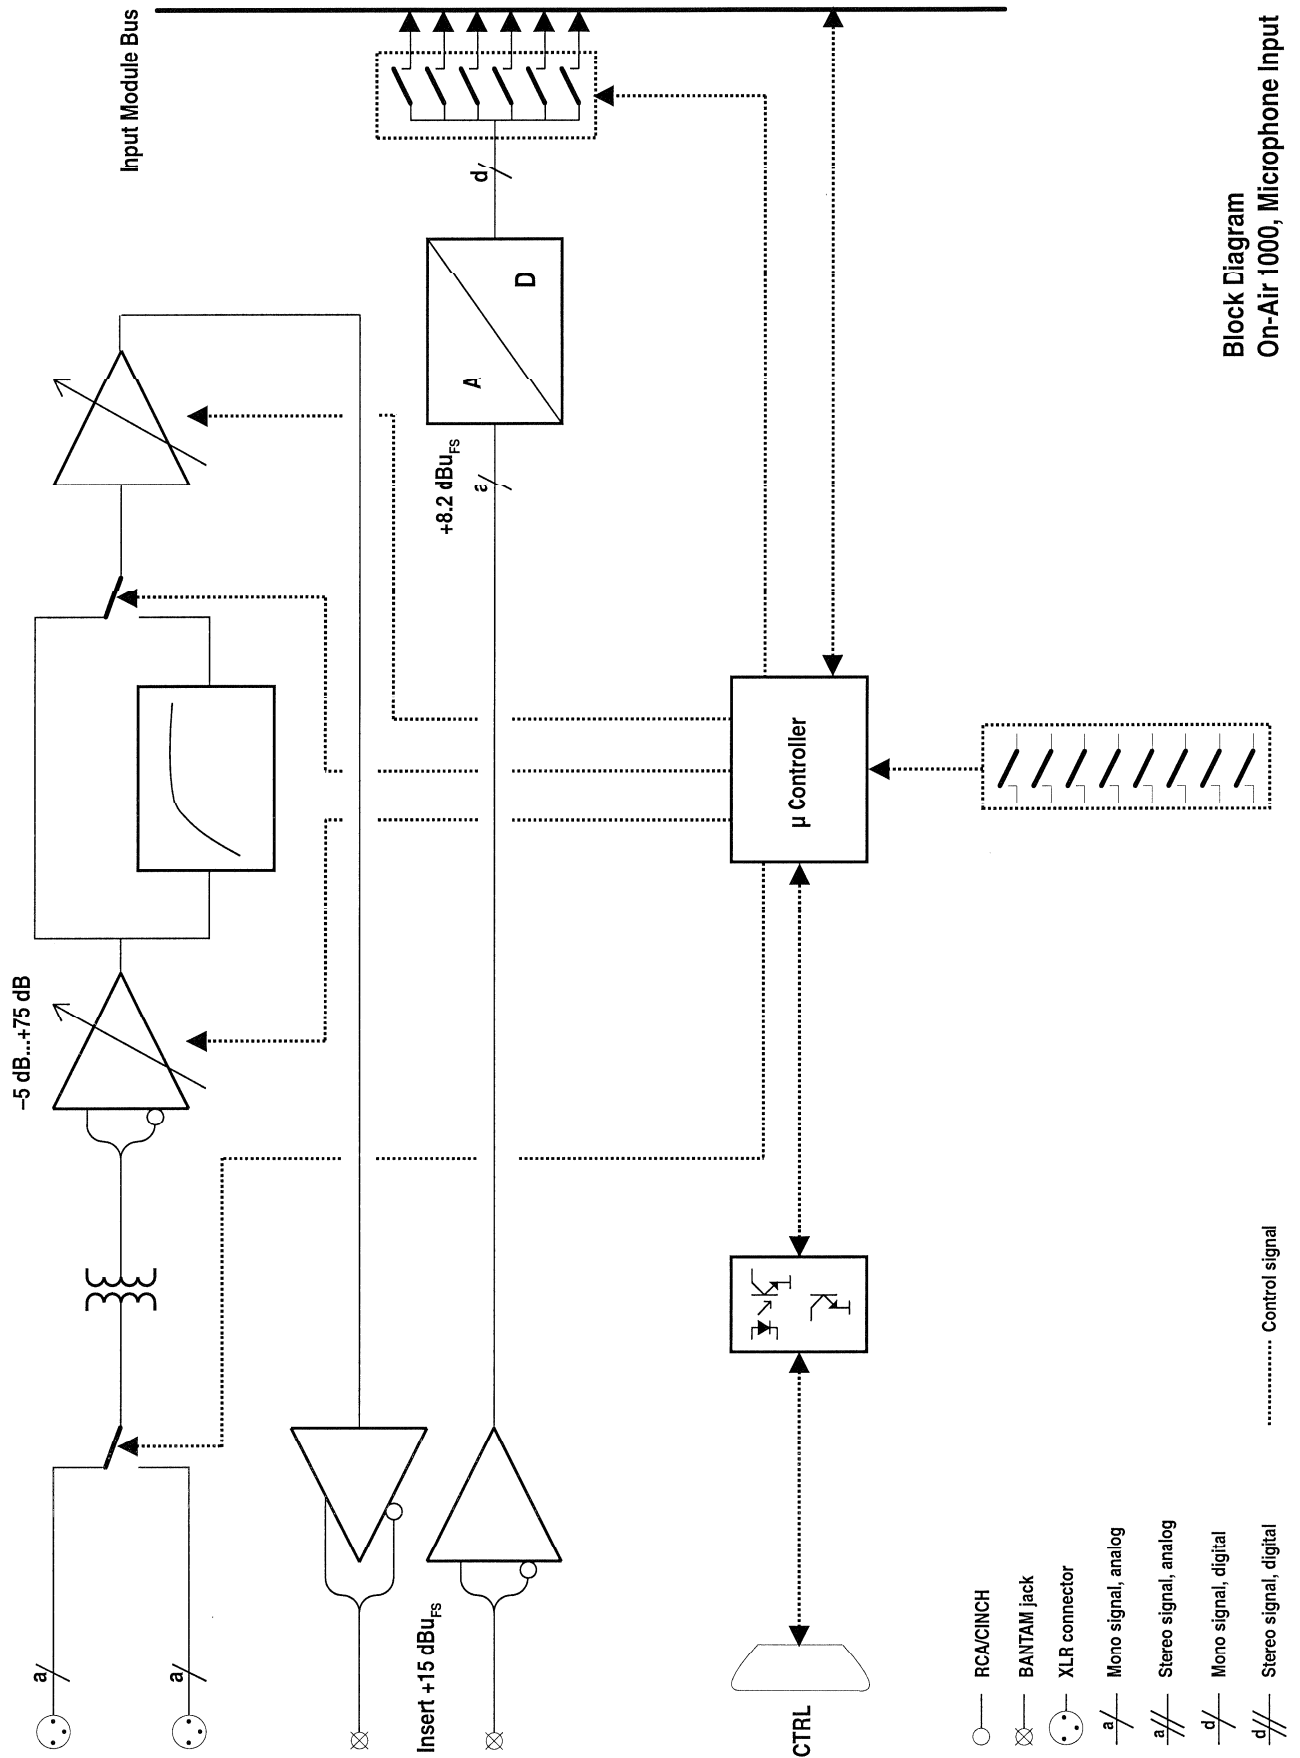 Block Diagram
On-Air 1000, Microphone Input
Input Module Bus
–5 dB...+75 dB
a
a
Insert +15 dBuFS
+8.2 dBuFS
a
A
D
d
µ Controller
CTRL
RCA/CINCH
BANTAM jack
XLR connector
a Mono signal, analog
a Stereo signal, analog
d Mono signal, digital
d Stereo signal, digital
Control signal